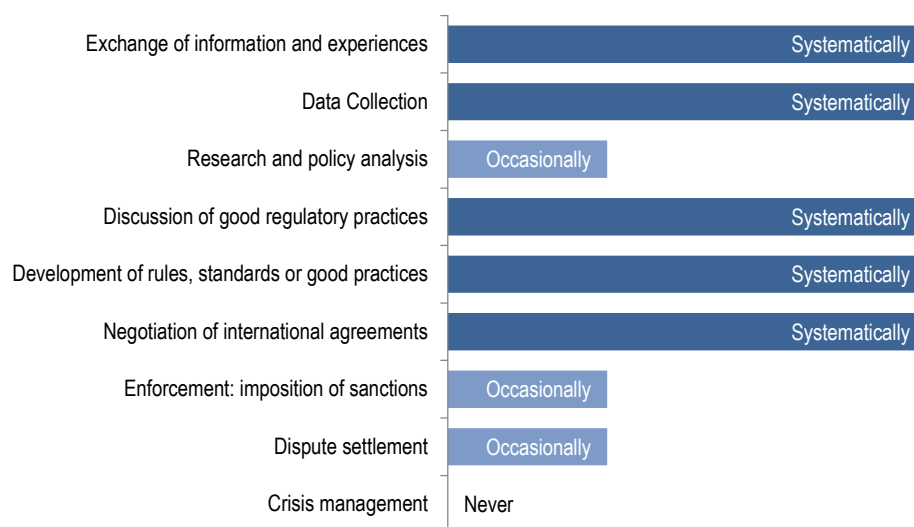 Exchange of information and experiences Systematically
Data Collection Systematically
Research and policy analysis Occasionally
Discussion of good regulatory practices Systematically
Development of rules, standards or good practices Systematically
Negotiation of international agreements Systematically
Enforcement: imposition of sanctions Occasionally
Dispute settlement Occasionally
Crisis management Never